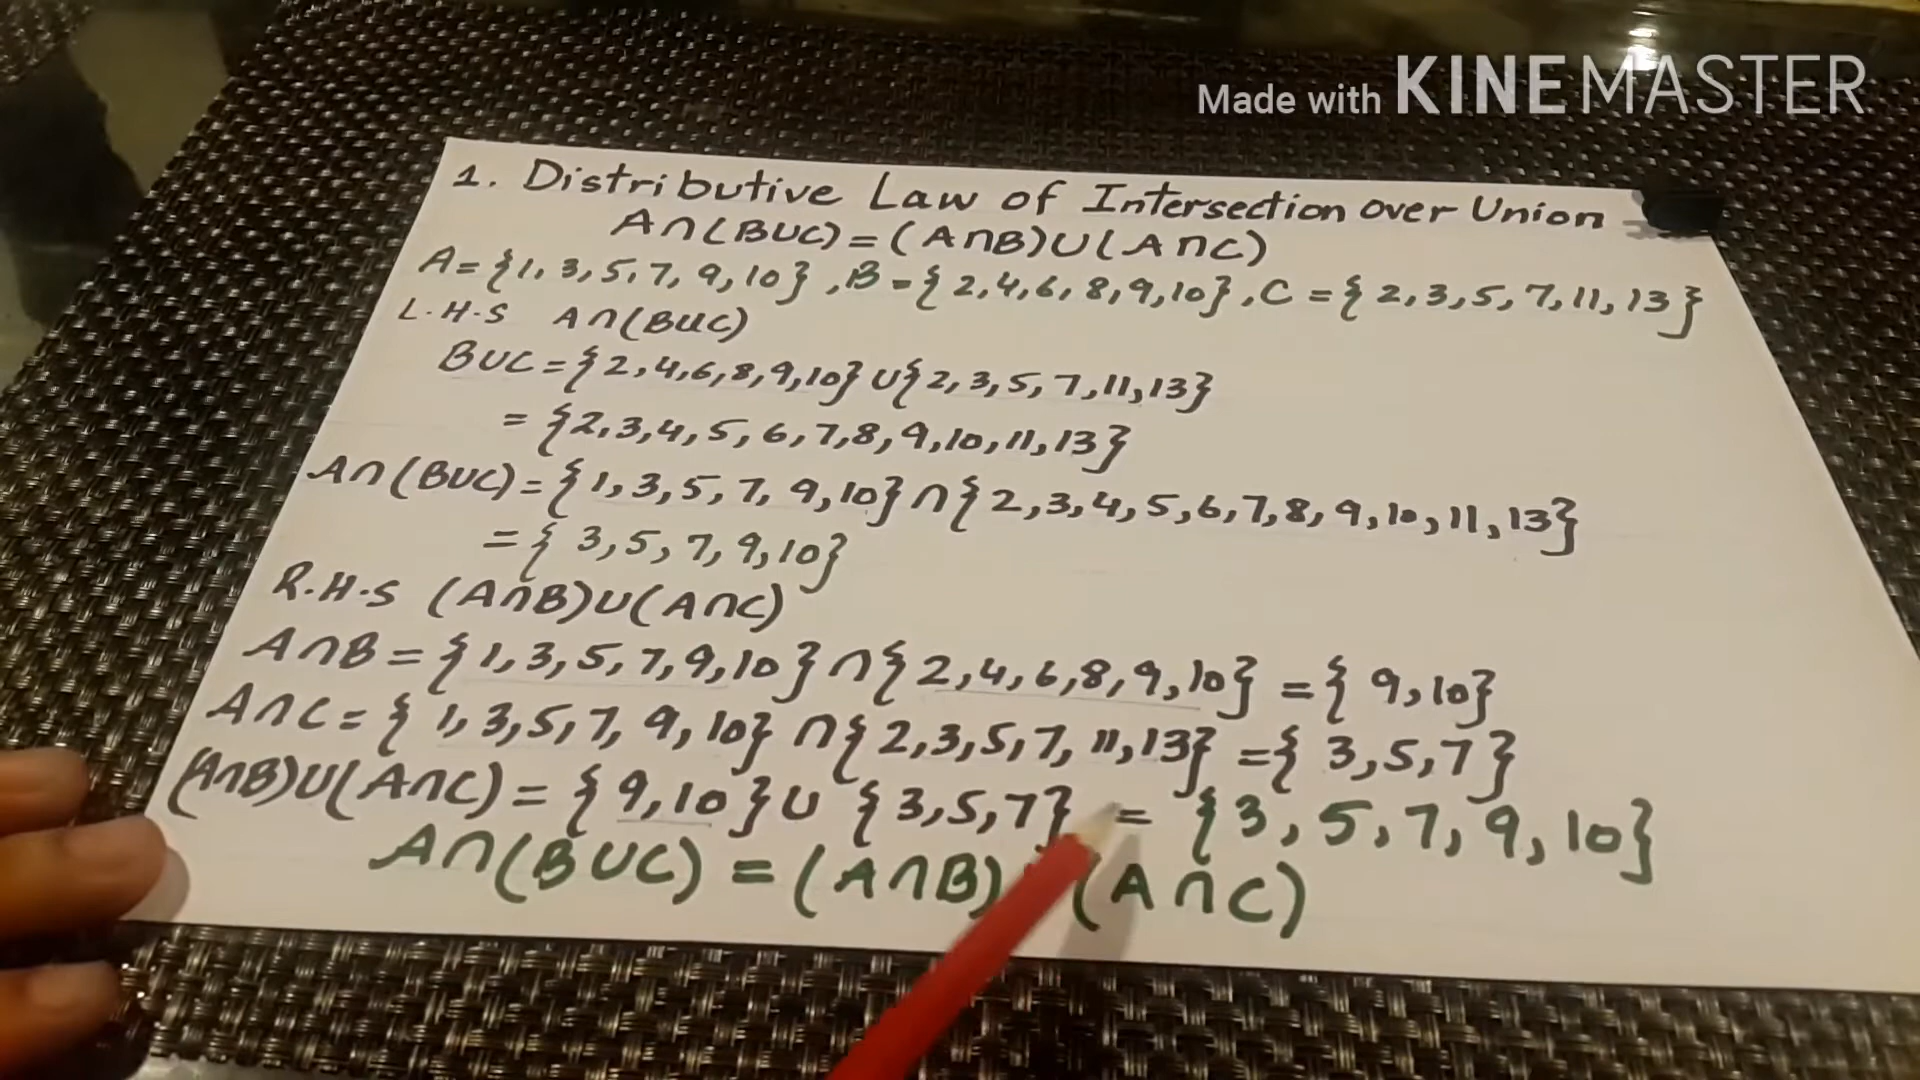 Made with KINEMASTER
1. Distributive Law of Intersection over Union
A∩(B∪C)=(A∩B)∪(A∩C)
A={1,3,5,7,9,10},B={2,4,6,8,9,10},C={2,3,5,7,11,13}
L.H.S A∩(B∪C)
B∪C={2,4,6,8,9,10}∪{2,3,5,7,11,13}
={2,3,4,5,6,7,8,9,10,11,13}
A∩(B∪C)={1,3,5,7,9,10}∩{2,3,4,5,6,7,8,9,10,11,13}
={3,5,7,9,10}
R.H.S (A∩B)∪(A∩C)
A∩B={1,3,5,7,9,10}∩{2,4,6,8,9,10}={9,10}
A∩C={1,3,5,7,9,10}∩{2,3,5,7,11,13}={3,5,7}
(A∩B)∪(A∩C)={9,10}∪{3,5,7}={3,5,7,9,10}
A∩(B∪C)=(A∩B) (A∩C)